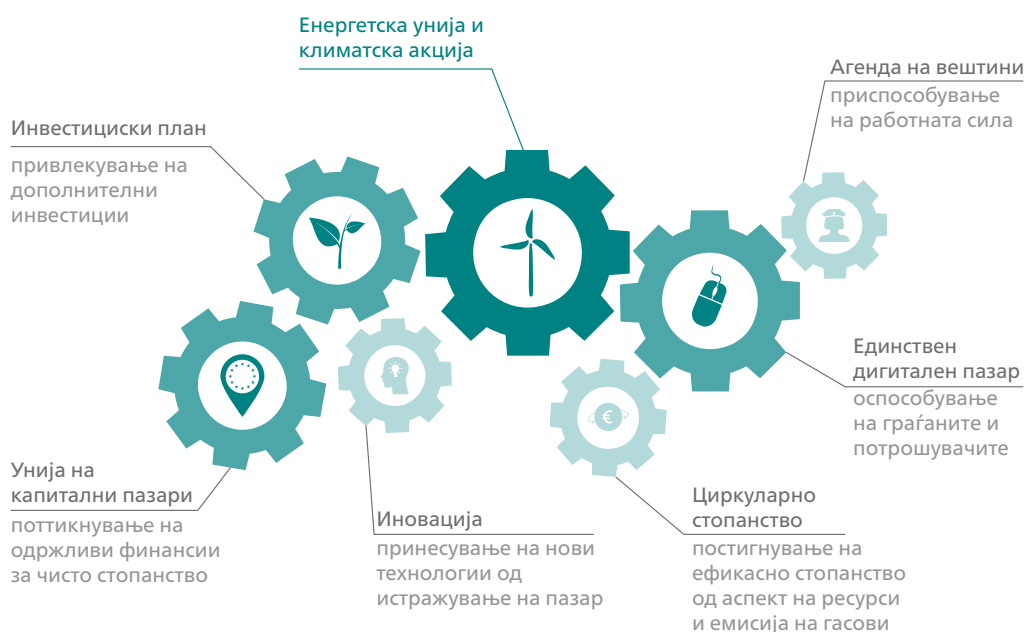 Енергетска унија и
климатска акција
Агенда на вештини
приспособување
на работната сила
Инвестициски план
привлекување на
дополнителни
инвестиции
Единствен
дигитален пазар
оспособување
на граѓаните и
потрошувачите
Унија на
капитални пазари
поттикнување на
одржливи финансии
за чисто стопанство
Иновација
принесување на нови
технологии од
истражување на пазар
Циркуларно
стопанство
постигнување на
ефикасно стопанство
од аспект на ресурси
и емисија на гасови
€